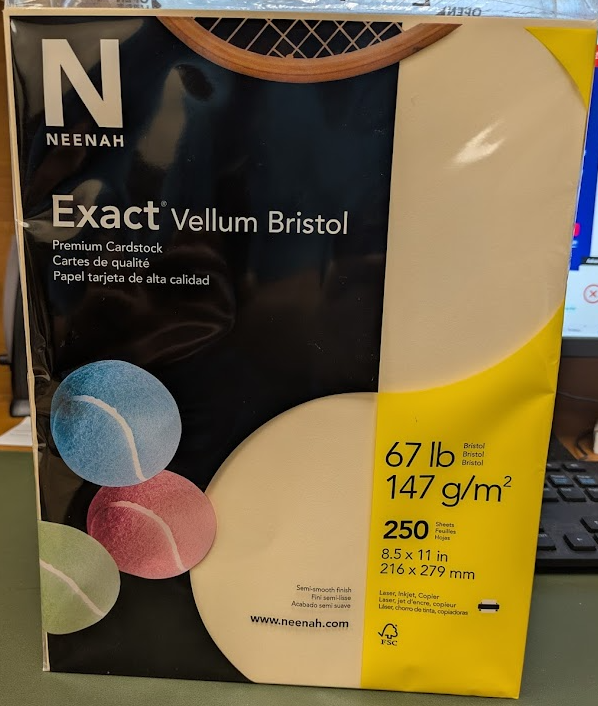 N
NEENAH
Exact® Vellum Bristol
Premium Cardstock
Cartes de qualité
Papel tarjeta de alta calidad
67 lb Bristol
Bristol
Bristol
147 g/m²
250 Sheets
Feuilles
Hojas
8.5 x 11 in
216 x 279 mm
Semi-smooth finish
Fini semi-lisse
Acabado semi suave
www.neenah.com
Laser, Inkjet, Copier
Laser, jet d'encre, copieur
Láser, chorro de tinta, copiadoras
FSC